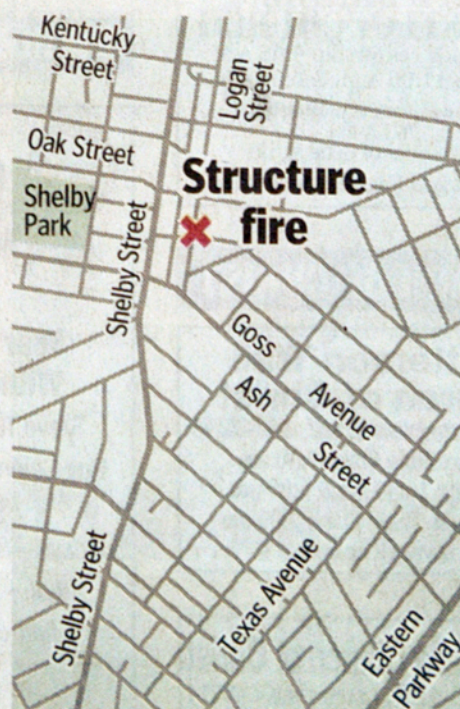 Kentucky
Street
Logan
Street
Oak Street
Structure
fire
Shelby
Park
Shelby Street
Goss
Avenue
Ash
Street
Shelby Street
Texas Avenue
Eastern
Parkway